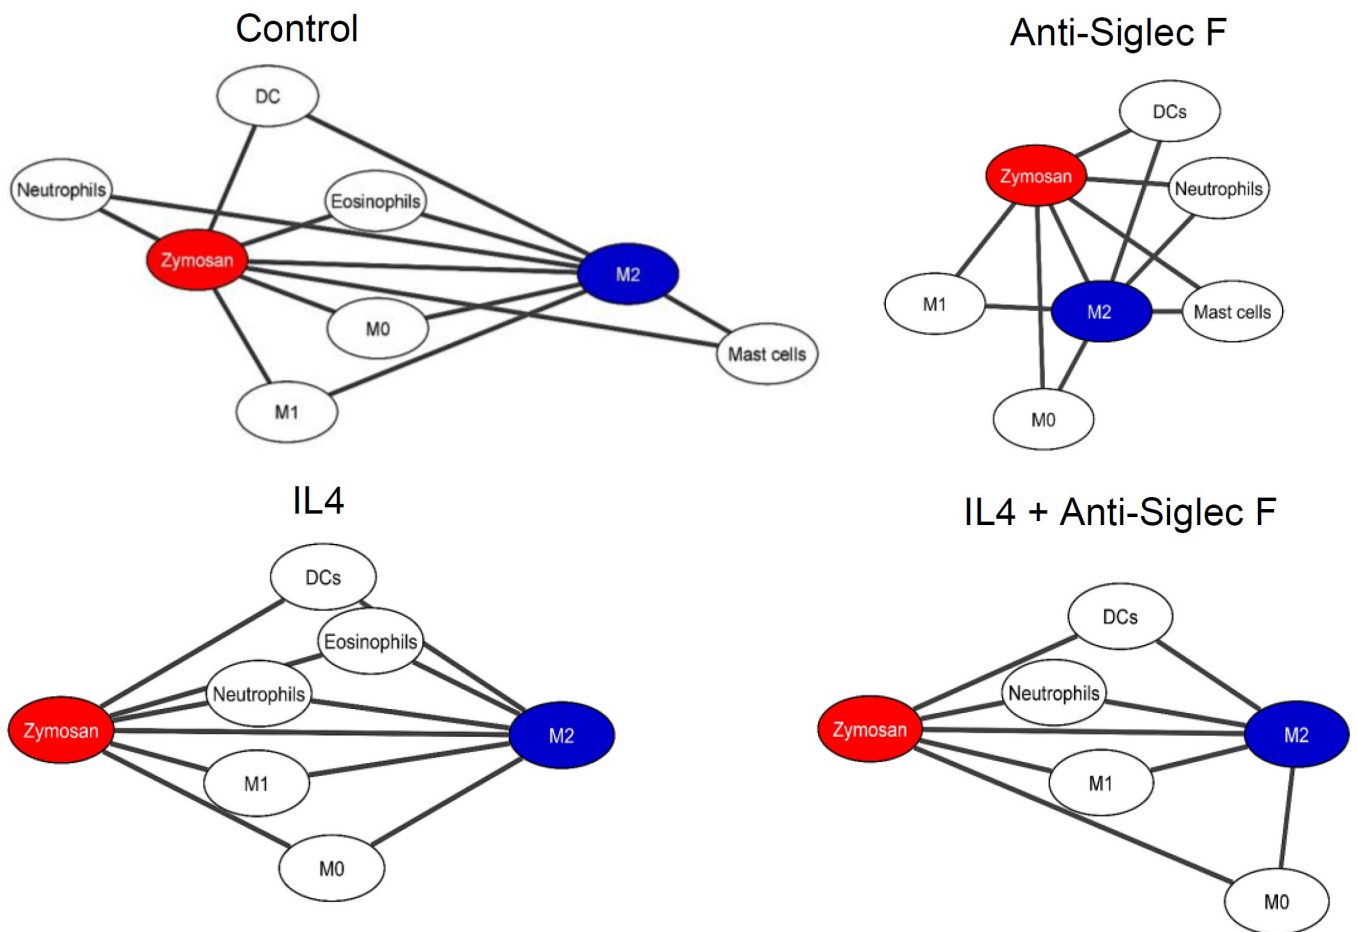 Control
DC
Neutrophils
Eosinophils
Zymosan
M2
M0
Mast cells
M1
Anti-Siglec F
DCs
Zymosan
Neutrophils
M1
M2
Mast cells
M0
IL4
DCs
Eosinophils
Neutrophils
Zymosan
M2
M1
M0
IL4 + Anti-Siglec F
DCs
Neutrophils
Zymosan
M2
M1
M0